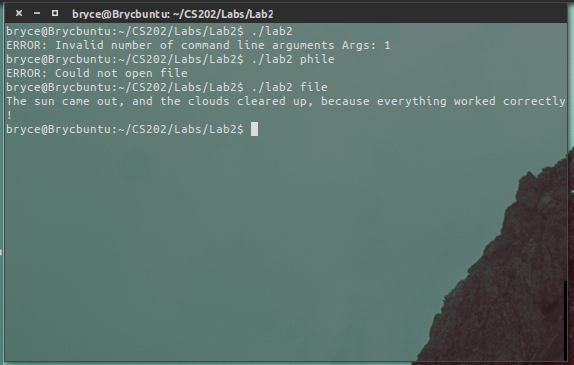 bryce@Brycbuntu: ~/CS202/Labs/Lab2
bryce@Brycbuntu:~/CS202/Labs/Lab2$ ./lab2
ERROR: Invalid number of command line arguments Args: 1
bryce@Brycbuntu:~/CS202/Labs/Lab2$ ./lab2 phile
ERROR: Could not open file
bryce@Brycbuntu:~/CS202/Labs/Lab2$ ./lab2 file
The sun came out, and the clouds cleared up, because everything worked correctly
!
bryce@Brycbuntu:~/CS202/Labs/Lab2$